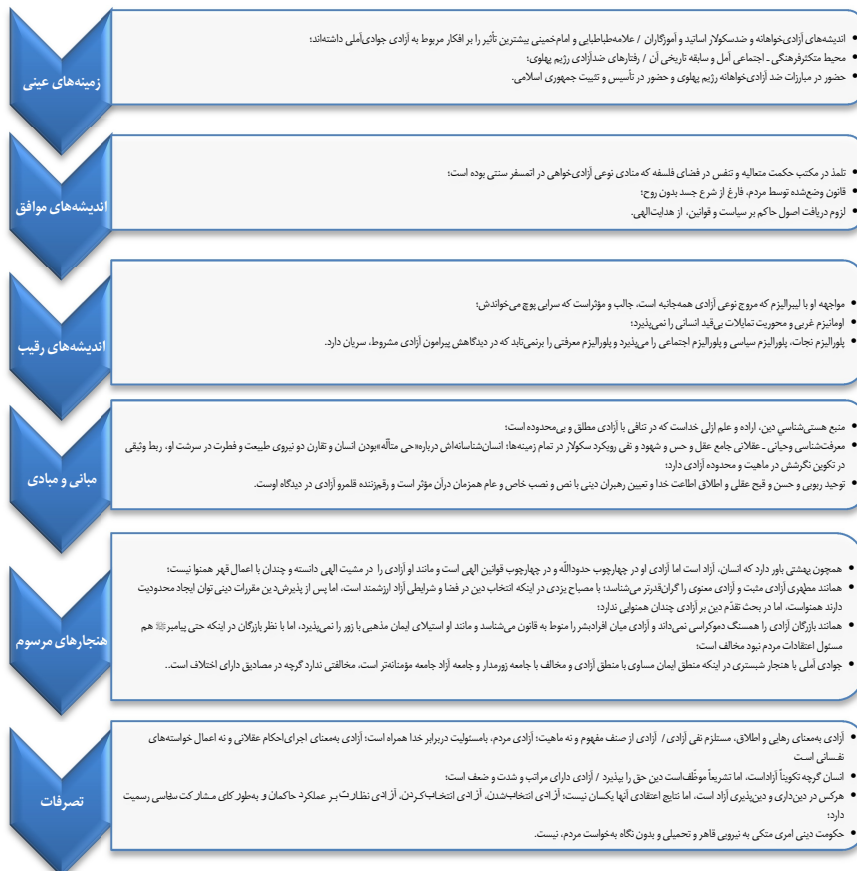 زمینه‌های عینی
• اندیشه‌های آزادی‌خواهانه و ضدسکولار اساتید و آموزگاران / علامه‌طباطبایی و امام‌خمینی بیشترین تأثیر را بر افکار مربوط به آزادی جوادی‌آملی داشته‌اند؛
• محیط متکثرفرهنگی ـ اجتماعی آمل و سابقه تاریخی آن / رفتارهای ضدآزادی رژیم پهلوی؛
• حضور در مبارزات ضد آزادی‌خواهانه رژیم پهلوی و حضور در تأسیس و تثبیت جمهوری اسلامی.
اندیشه‌های موافق
• تلمذ در مکتب حکمت متعالیه و تنفس در فضای فلسفه که منادی نوعی آزادی‌خواهی در اتمسفر سنتی بوده است؛
• قانون وضع‌شده توسط مردم، فارغ از شرع جسد بدون روح؛
• لزوم دریافت اصول حاکم بر سیاست و قوانین، از هدایت‌الهی.
اندیشه‌های رقیب
• مواجهه او با لیبرالیزم که مروج نوعی آزادی همه‌جانبه است، جالب و مؤثراست که سرابی پوچ می‌خواندش؛
• اومانیزم غربی و محوریت تمایلات بی‌قید انسانی را نمی‌پذیرد؛
• پلورالیزم نجات، پلورالیزم سیاسی و پلورالیزم اجتماعی را می‌پذیرد و پلورالیزم معرفتی را برنمی‌تابد که در دیدگاهش پیرامون آزادی مشروط، سریان دارد.
مبانی و مبادی
• منبع هستی‌شناسي دین، اراده و علم ازلی خداست که در تنافی با آزادی مطلق و بی‌محدوده است؛
• معرفت‌شناسی وحیانی ـ عقلانی جامع عقل و حس و شهود و نفی رویکرد سکولار در تمام زمینه‌ها؛ انسان‌شناسانه‌اش درباره«حی متألّه»بودن انسان و تقارن دو نیروی طبیعت و فطرت در سرشت او، ربط وثیقی
در تکوین نگرشش در ماهیت و محدوده آزادی دارد؛
• توحید ربوبی و حسن و قبح عقلی و اطلاق اطاعت خدا و تعیین رهبران دینی با نص و نصب خاص و عام همزمان درآن مؤثر است و رقم‌زننده قلمرو آزادی در دیدگاه اوست.
هنجارهای مرسوم
• همچون بهشتی باور دارد که انسان، آزاد است اما آزادی او در چهارچوب حدوداللّه و در چهارچوب قوانین الهی است و مانند او آزادی را در مشیت الهی دانسته و چندان با اعمال قهر همنوا نیست؛
• همانند مطهری آزادی مثبت و آزادی معنوی را گران‌قدرتر می‌شناسد؛ با مصباح یزدی در اینکه انتخاب دین در فضا و شرایطی آزاد ارزشمند است، اما پس از پذیرش‌دین مقررات دینی توان ایجاد محدودیت
دارند همنواست، اما در بحث تقدّم دین بر آزادی چندان همنوایی ندارد؛
• همانند بازرگان آزادی را همسنگ دموکراسی نمی‌داند و آزادی میان افرادبشر را منوط به قانون می‌شناسد و مانند او استیلای ایمان مذهبی با زور را نمی‌پذیرد، اما با نظر بازرگان در اینکه حتی پیامبرﷺ هم
مسئول اعتقادات مردم نبود مخالف است؛
• جوادی آملی با هنجار شبستری در اینکه منطق ایمان مساوی با منطق آزادی و مخالف با جامعه زورمدار و جامعه آزاد جامعه مؤمنانه‌تر است، مخالفتی ندارد گرچه در مصادیق دارای اختلاف است..
تصرفات
• آزادی به‌معنای رهایی و اطلاق، مستلزم نفی آزادی/ آزادی از صنف مفهوم و نه ماهیت؛ آزادی مردم، بامسئولیت دربرابر خدا همراه است؛ آزادی به‌معنای اجرای‌احکام عقلانی و نه اعمال خواسته‌های
نفسانی است
• انسان گرچه تکویناً آزاداست، اما تشریعاً موظّف‌است دین حق را بپذیرد / آزادی دارای مراتب و شدت و ضعف است؛
• هرکس در دین‌داری و دین‌پذیری آزاد است، اما نتایج اعتقادی آنها یکسان نیست؛ آزادی انتخاب‌شدن، آزادی انتخاب‌کردن، آزادی نظارت بر عملکرد حاکمان و به‌طور کلی مشارکت سیاسی رسمیت
دارد؛
• حکومت دینی امری متکی به نیرویی قاهر و تحمیلی و بدون نگاه به‌خواست مردم، نیست.